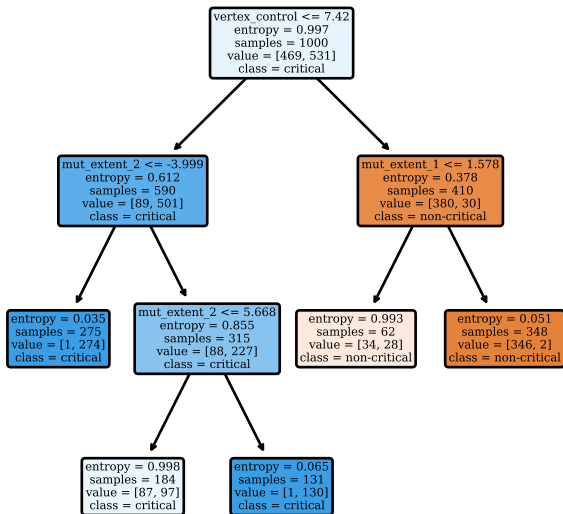 vertex_control <= 7.42
entropy = 0.997
samples = 1000
value = [469, 531]
class = critical
mut_extent_2 <= -3.999
entropy = 0.612
samples = 590
value = [89, 501]
class = critical
mut_extent_1 <= 1.578
entropy = 0.378
samples = 410
value = [380, 30]
class = non-critical
entropy = 0.035
samples = 275
value = [1, 274]
class = critical
mut_extent_2 <= 5.668
entropy = 0.855
samples = 315
value = [88, 227]
class = critical
entropy = 0.993
samples = 62
value = [34, 28]
class = non-critical
entropy = 0.051
samples = 348
value = [346, 2]
class = non-critical
entropy = 0.998
samples = 184
value = [87, 97]
class = critical
entropy = 0.065
samples = 131
value = [1, 130]
class = critical